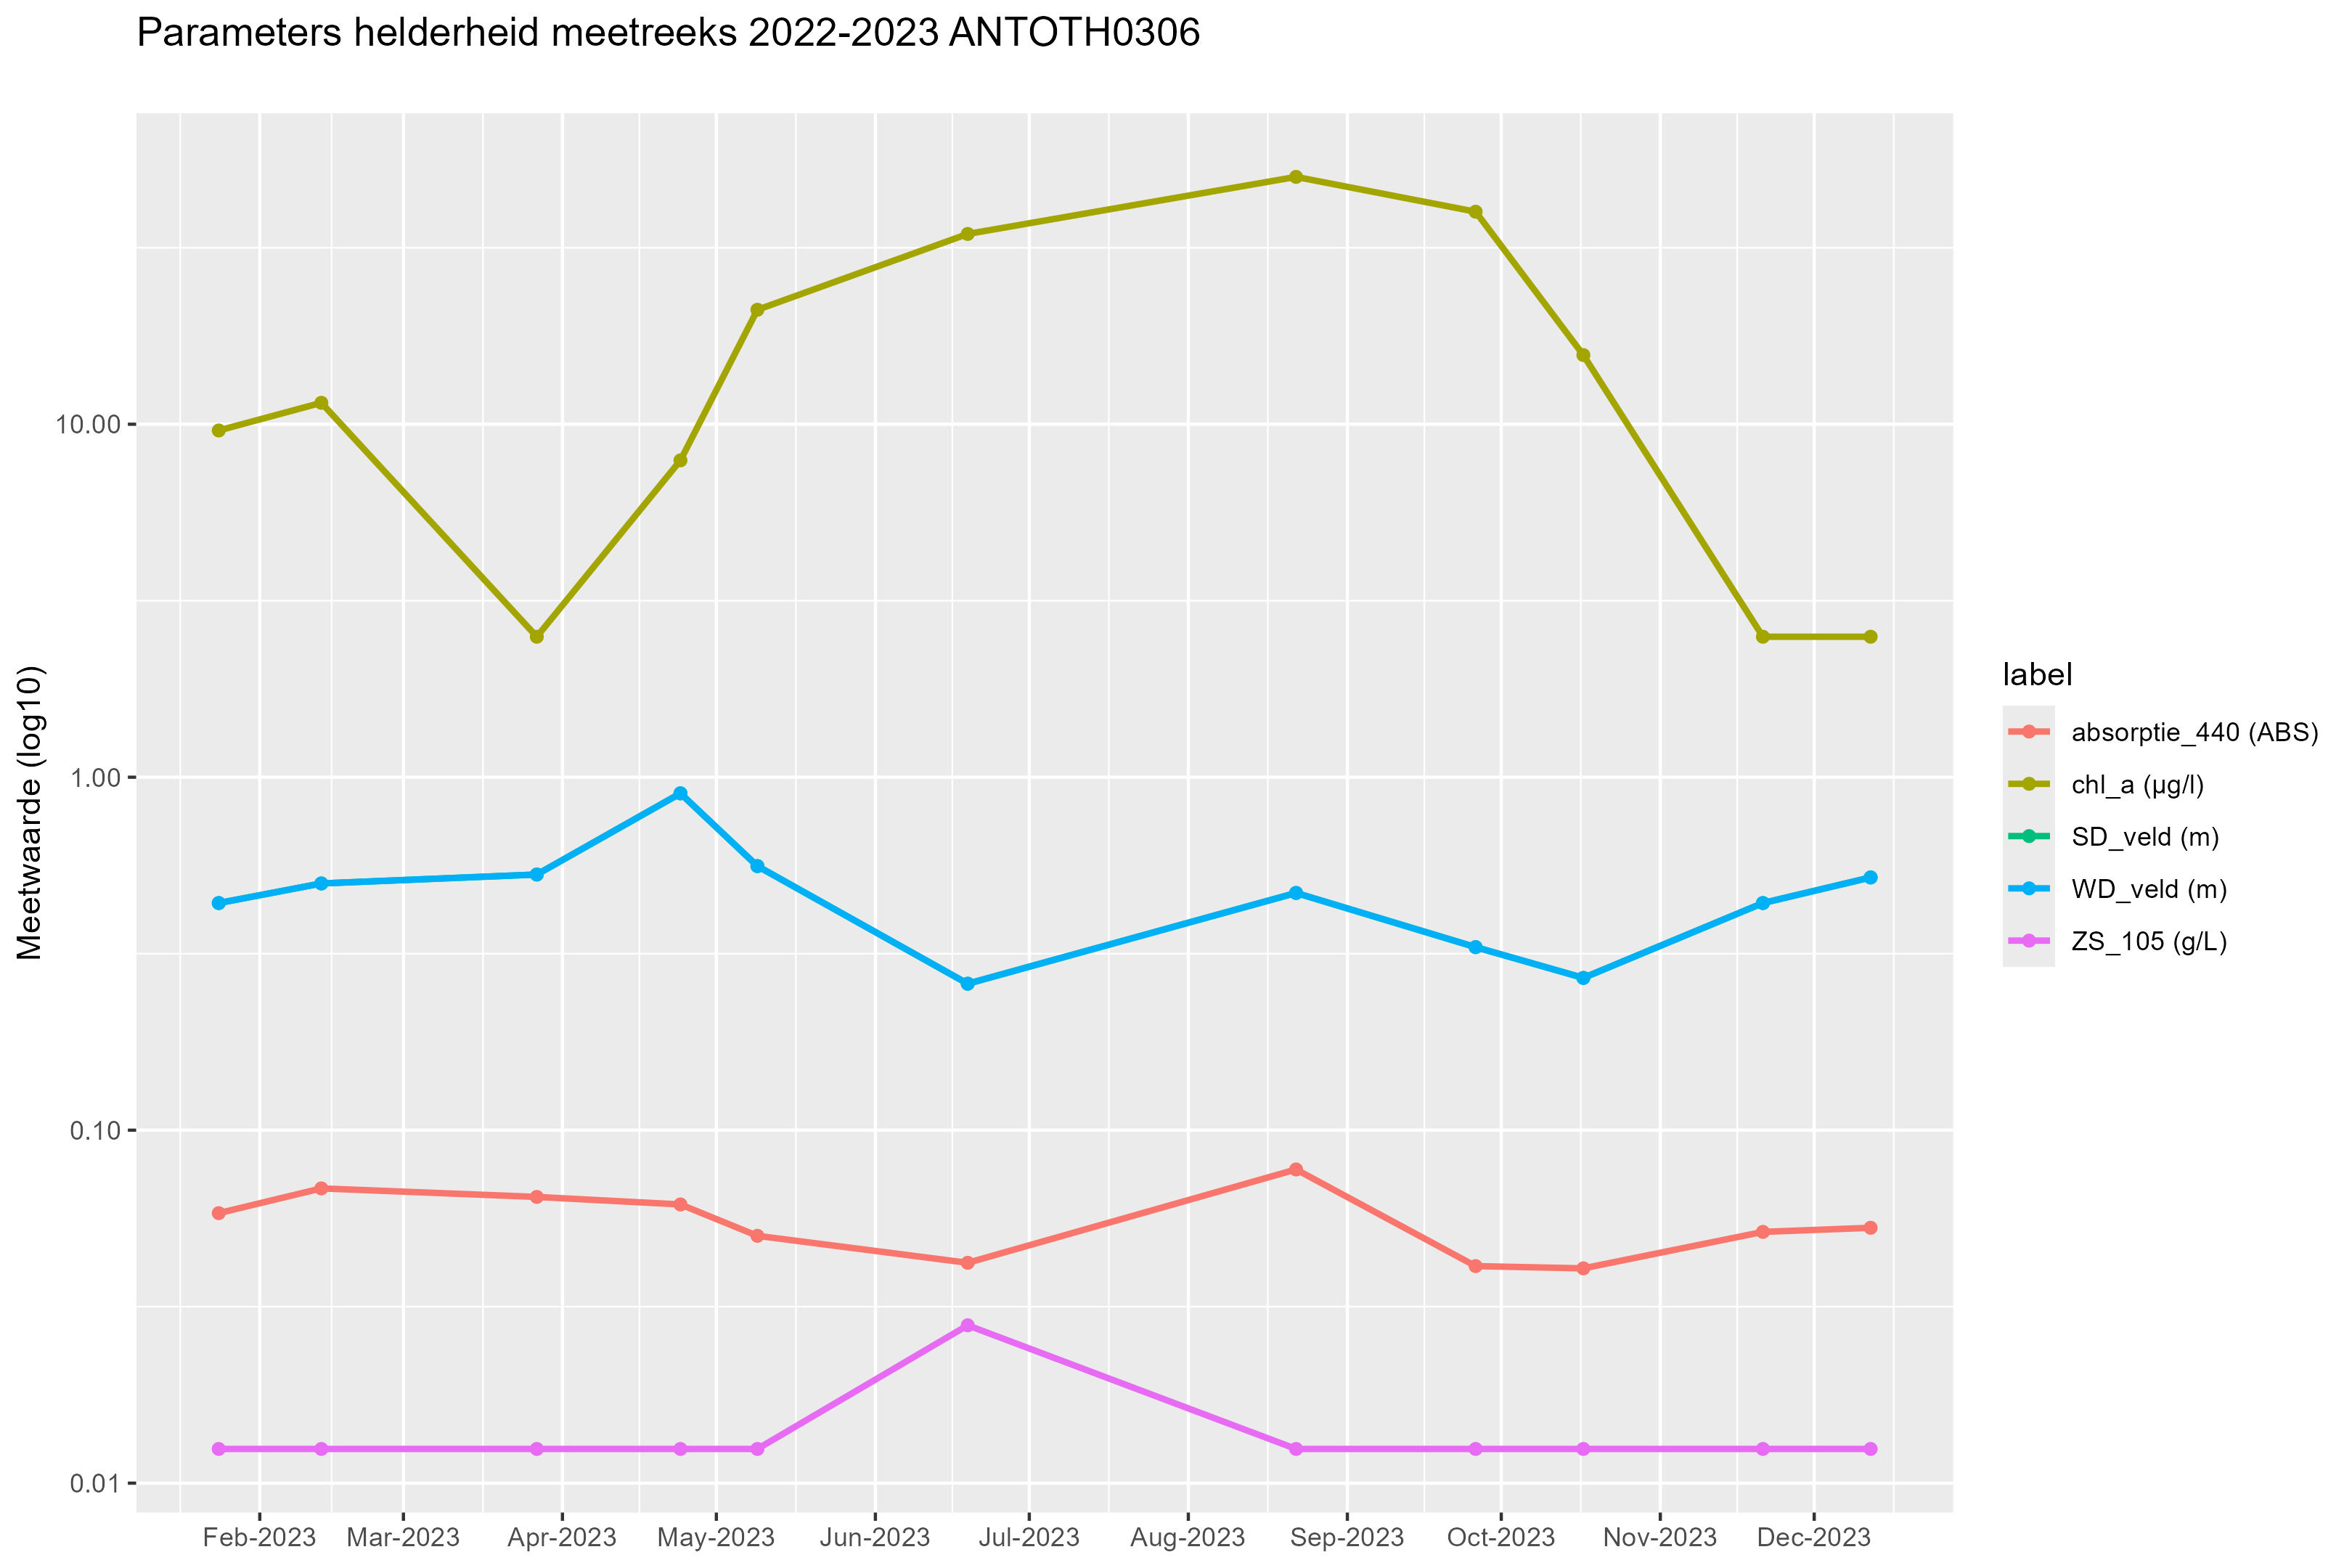 Parameters helderheid meetreeks 2022-2023 ANTOTH0306
Meetwaarde (log10)
10.00
1.00
0.10
0.01
Feb-2023
Mar-2023
Apr-2023
May-2023
Jun-2023
Jul-2023
Aug-2023
Sep-2023
Oct-2023
Nov-2023
Dec-2023
label
absorptie_440 (ABS)
chl_a (µg/l)
SD_veld (m)
WD_veld (m)
ZS_105 (g/L)